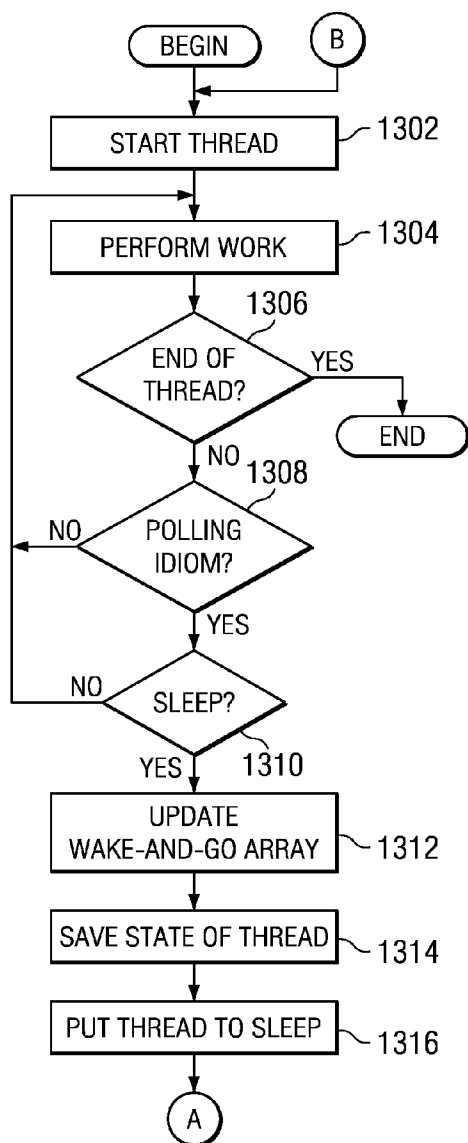 BEGIN
B
START THREAD
1302
PERFORM WORK
1304
1306
END OF
THREAD?
YES
END
NO
1308
NO
POLLING
IDIOM?
YES
NO
SLEEP?
1310
YES
UPDATE
WAKE-AND-GO ARRAY
1312
SAVE STATE OF THREAD
1314
PUT THREAD TO SLEEP
1316
A